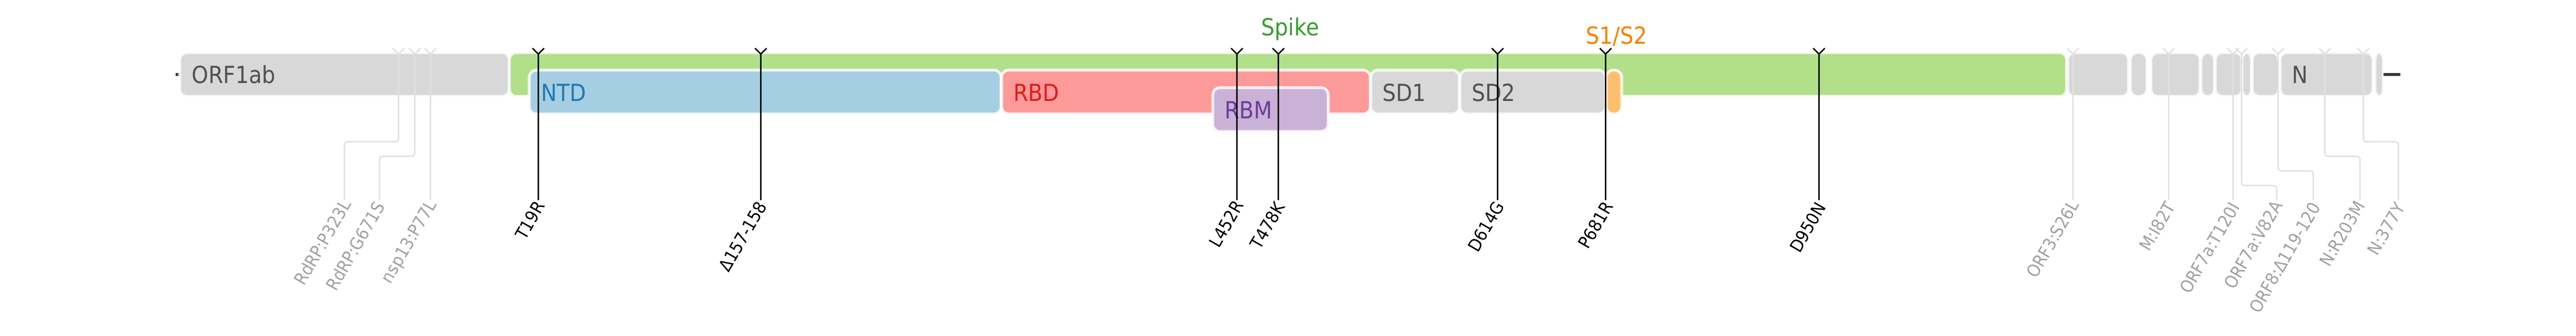 Spike
S1/S2
ORF1ab
N
NTD
RBD
SD1
SD2
RBM
RdRP:P323L
RdRP:G671S
nsp13:P77L
T19R
Δ157-158
L452R
T478K
D614G
P681R
D950N
ORF3:S26L
M:I82T
ORF7a:T120I
ORF7a:V82A
ORF8:Δ119-120
N:R203M
N:377Y